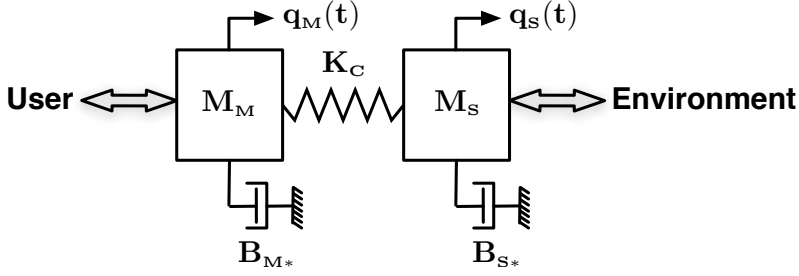 q_M(t) q_S(t)
K_C
User M_M M_S Environment
B_M* B_S*